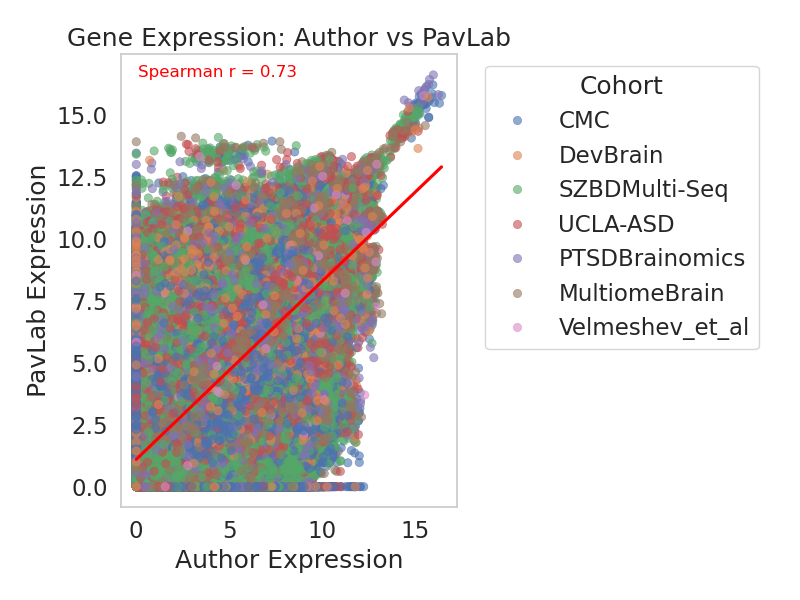 Gene Expression: Author vs PavLab
Spearman r = 0.73
15.0
12.5
10.0
7.5
5.0
2.5
0.0
PavLab Expression
0
5
10
15
Author Expression
Cohort
CMC
DevBrain
SZBDMulti-Seq
UCLA-ASD
PTSDBrainomics
MultiomeBrain
Velmeshev_et_al